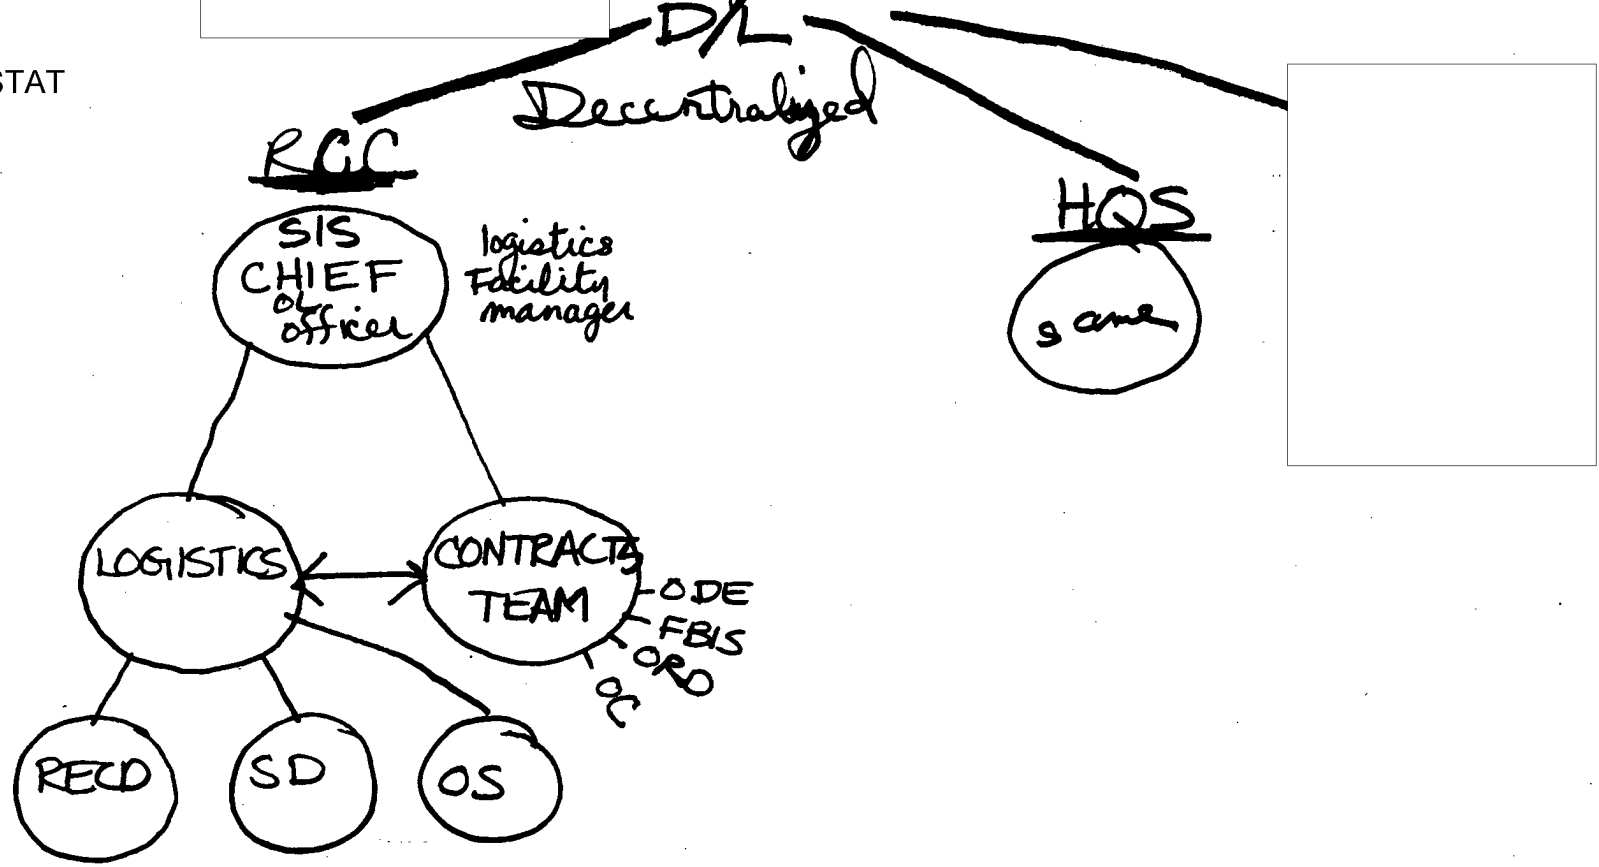 D/L
STAT
Decentralized
HQS
SIS
CHIEF
or
officer
logistics
Facility
manager
same
LOGISTICS
CONTRACTS
TEAM
ODE
FBIS
ORD
OC
RECD
SD
OS